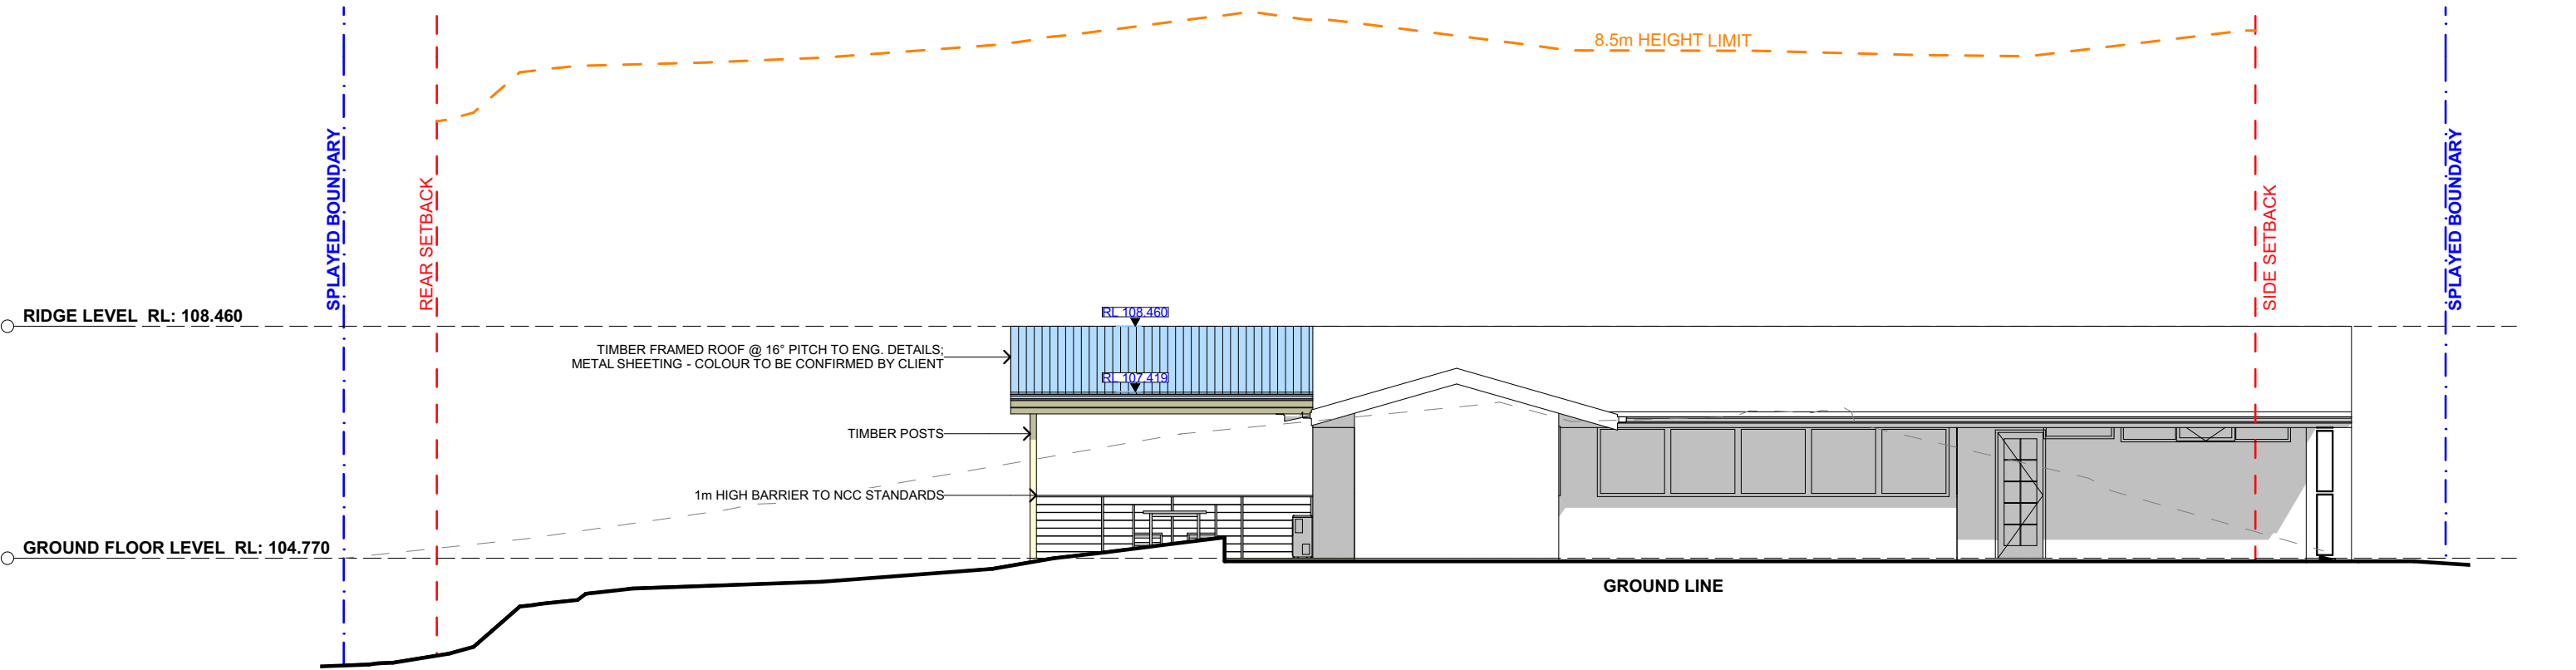 8.5m HEIGHT LIMIT
SPLAYED BOUNDARY
REAR SETBACK
SIDE SETBACK
SPLAYED BOUNDARY
RIDGE LEVEL RL: 108.460
RL 108.460
TIMBER FRAMED ROOF @ 16° PITCH TO ENG. DETAILS;
METAL SHEETING - COLOUR TO BE CONFIRMED BY CLIENT
RL 107.419
TIMBER POSTS
1m HIGH BARRIER TO NCC STANDARDS
GROUND FLOOR LEVEL RL: 104.770
GROUND LINE